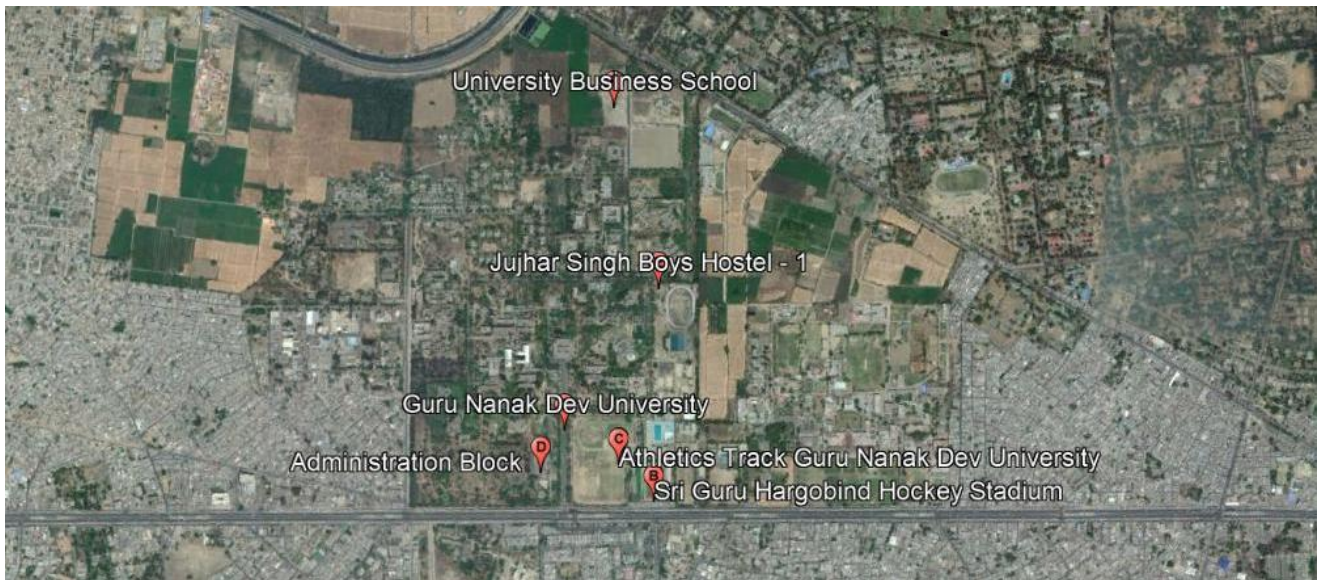 University Business School
Jujhar Singh Boys Hostel - 1
Guru Nanak Dev University
D
C
Administration Block
Athletics Track Guru Nanak Dev University
B
Sri Guru Hargobind Hockey Stadium